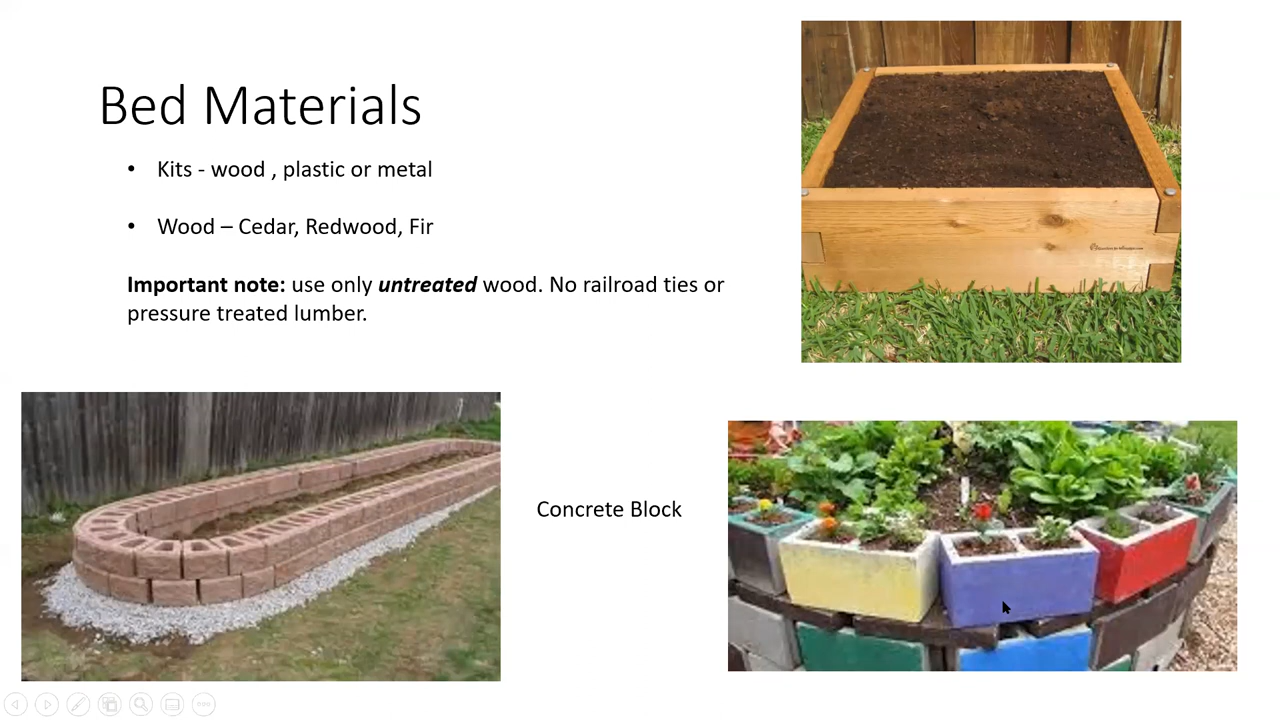 Bed Materials
• Kits - wood , plastic or metal
• Wood – Cedar, Redwood, Fir
Important note: use only untreated wood. No railroad ties or
pressure treated lumber.
Concrete Block